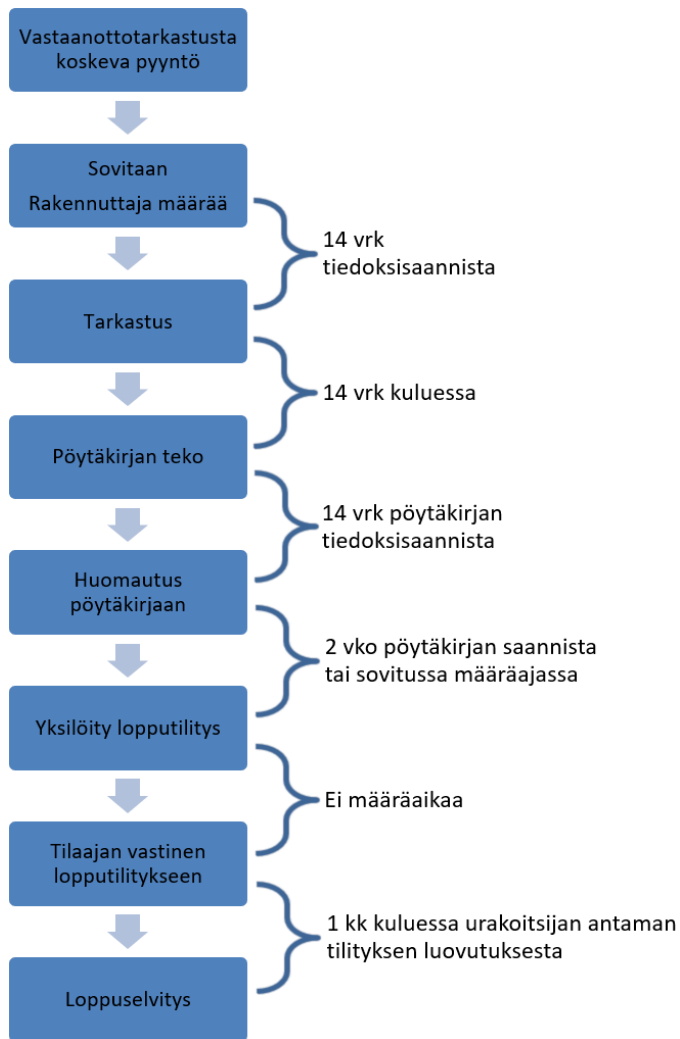 Vastaanottotarkastusta
koskeva pyyntö
Sovitaan
Rakennuttaja määrää
14 vrk
tiedoksisaannista
Tarkastus
14 vrk kuluessa
Pöytäkirjan teko
14 vrk pöytäkirjan
tiedoksisaannista
Huomautus
pöytäkirjaan
2 vko pöytäkirjan saannista
tai sovitussa määräajassa
Yksilöity lopputilitys
Ei määräaikaa
Tilaajan vastinen
lopputilitykseen
1 kk kuluessa urakoitsijan antaman
tilityksen luovutuksesta
Loppuselvitys